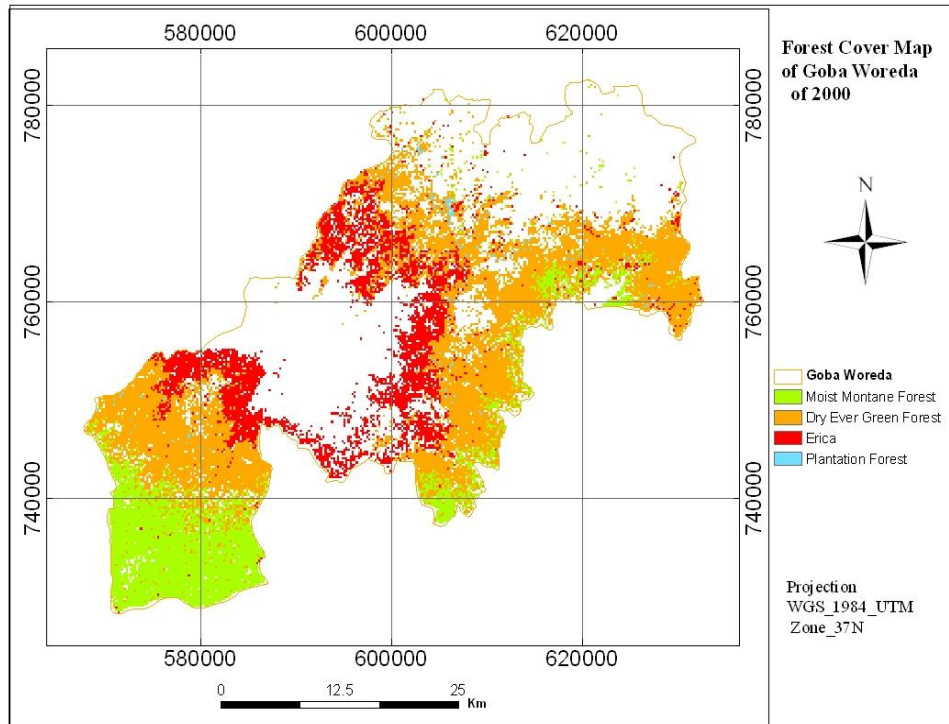 Forest Cover Map
of Goba Woreda
of 2000
580000 600000 620000
780000 780000
N
760000 760000
Goba Woreda
Moist Montane Forest
Dry Ever Green Forest
Erica
Plantation Forest
740000 740000
Projection
WGS_1984_UTM
Zone_37N
580000 600000 620000
0 12.5 25
Km